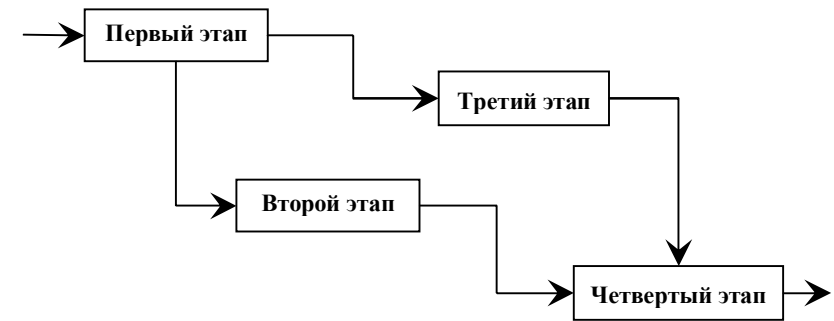 Первый этап
Третий этап
Второй этап
Четвертый этап